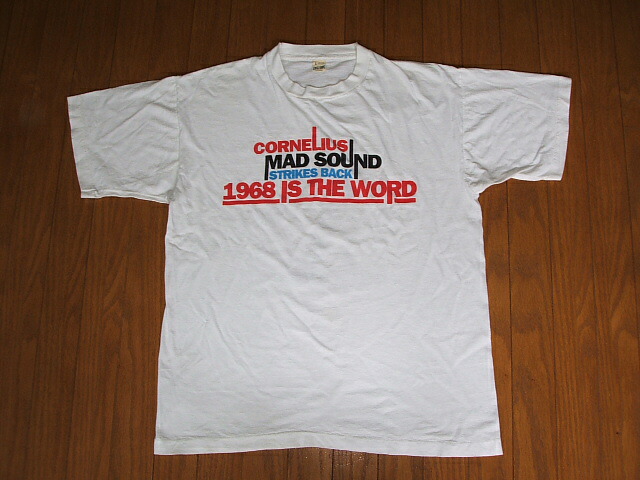 CORNELIUS
MAD SOUND
STRIKES BACK
1968 IS THE WORD